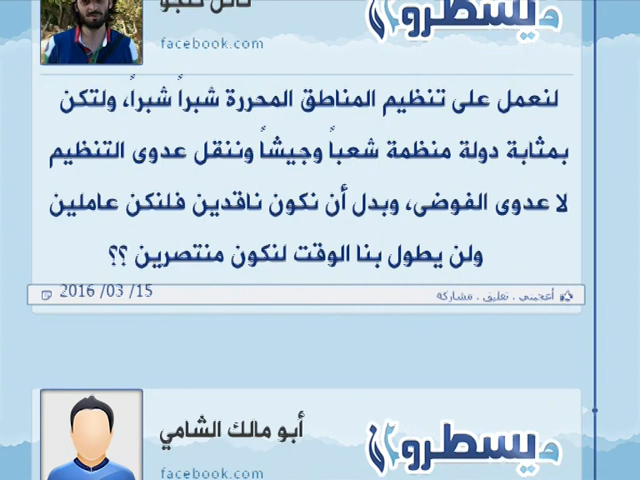 facebook.com
لنعمل على تنظيم المناطق المحررة شبراً شبراً، ولتكن
بمثابة دولة منظمة شعباً وجيشاً وننقل عدوى التنظيم
لا عدوى الفوضى، وبدل أن نكون ناقدين فلنكن عاملين
ولن يطول بنا الوقت لنكون منتصرين ؟؟
أعجبني . تعليق . مشاركة 2016 /03 /15
أبو مالك الشامي
facebook.com